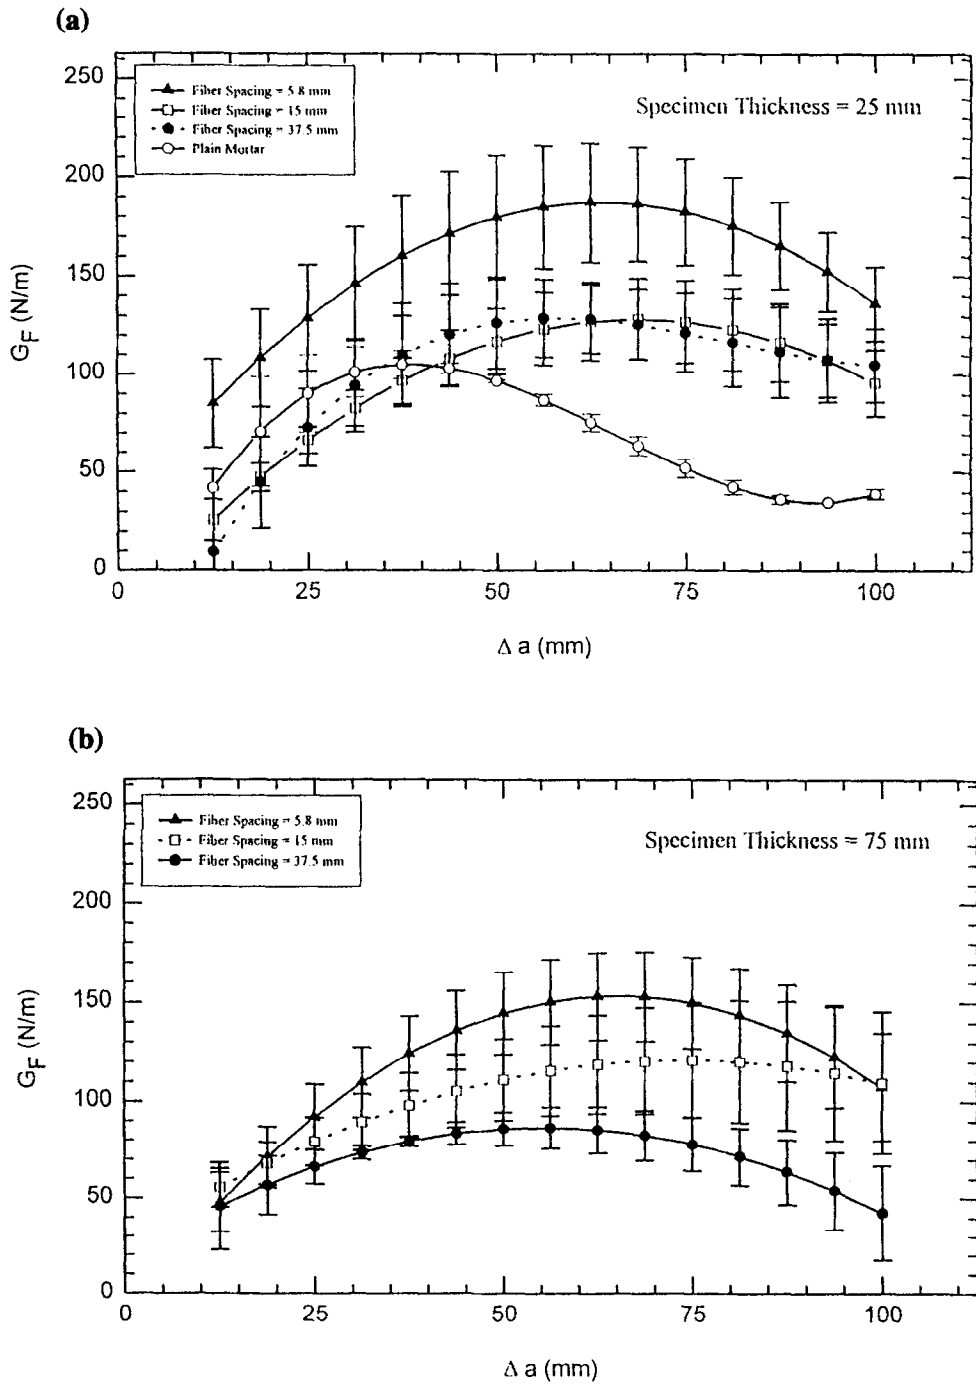 (a)
250
200
150
100
50
0
G_F (N/m)
Fiber Spacing = 5.8 mm
Fiber Spacing = 15 mm
Fiber Spacing = 37.5 mm
Plain Mortar
Specimen Thickness = 25 mm
0 25 50 75 100
Δ a (mm)
(b)
250
200
150
100
50
0
G_F (N/m)
Fiber Spacing = 5.8 mm
Fiber Spacing = 15 mm
Fiber Spacing = 37.5 mm
Specimen Thickness = 75 mm
0 25 50 75 100
Δ a (mm)